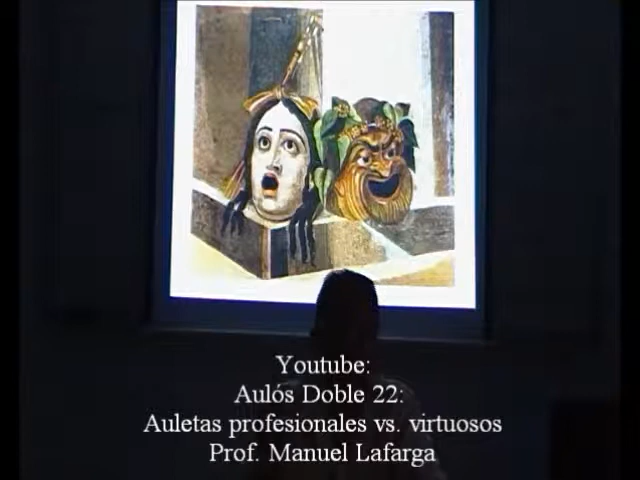 Youtube:
Aulós Doble 22:
Auletas profesionales vs. virtuosos
Prof. Manuel Lafarga